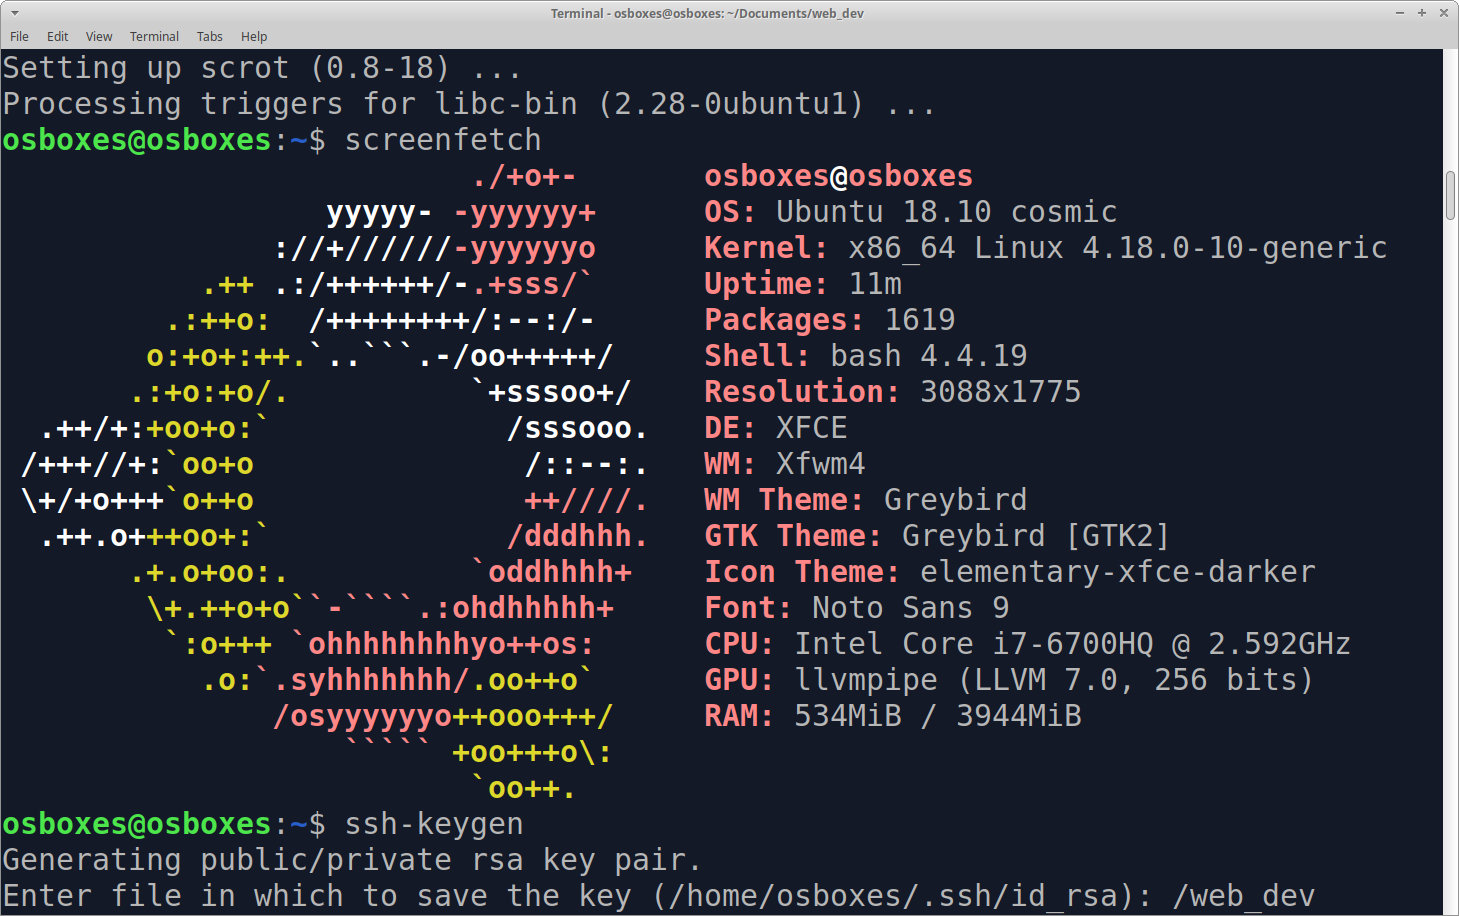 Terminal - osboxes@osboxes: ~/Documents/web_dev
File Edit View Terminal Tabs Help
Setting up scrot (0.8-18) ...
Processing triggers for libc-bin (2.28-0ubuntu1) ...
osboxes@osboxes:~$ screenfetch
                          ./+o+-       osboxes@osboxes
                  yyyyy- -yyyyyy+      OS: Ubuntu 18.10 cosmic
               ://+//////-yyyyyyo      Kernel: x86_64 Linux 4.18.0-10-generic
           .++ .:/++++++/-.+sss/`      Uptime: 11m
         .:++o:  /++++++++/:--:/-      Packages: 1619
        o:+o+:++.`..```.-/oo+++++/     Shell: bash 4.4.19
       .:+o:+o/.          `+sssoo+/    Resolution: 3088x1775
  .++/+:+oo+o:`             /sssooo.   DE: XFCE
 /+++//+:`oo+o               /::--:.   WM: Xfwm4
 \+/+o+++`o++o               ++////.   WM Theme: Greybird
  .++.o+++oo+:`             /dddhhh.   GTK Theme: Greybird [GTK2]
       .+.o+oo:.          `oddhhhh+    Icon Theme: elementary-xfce-darker
        \+.++o+o``-````.:ohdhhhhh+     Font: Noto Sans 9
         `:o+++ `ohhhhhhhhyo++os:      CPU: Intel Core i7-6700HQ @ 2.592GHz
           .o:`.syhhhhhhh/.oo++o`      GPU: llvmpipe (LLVM 7.0, 256 bits)
               /osyyyyyyo++ooo+++/     RAM: 534MiB / 3944MiB
                   ````` +oo+++o\:
                          `oo++.
osboxes@osboxes:~$ ssh-keygen
Generating public/private rsa key pair.
Enter file in which to save the key (/home/osboxes/.ssh/id_rsa): /web_dev